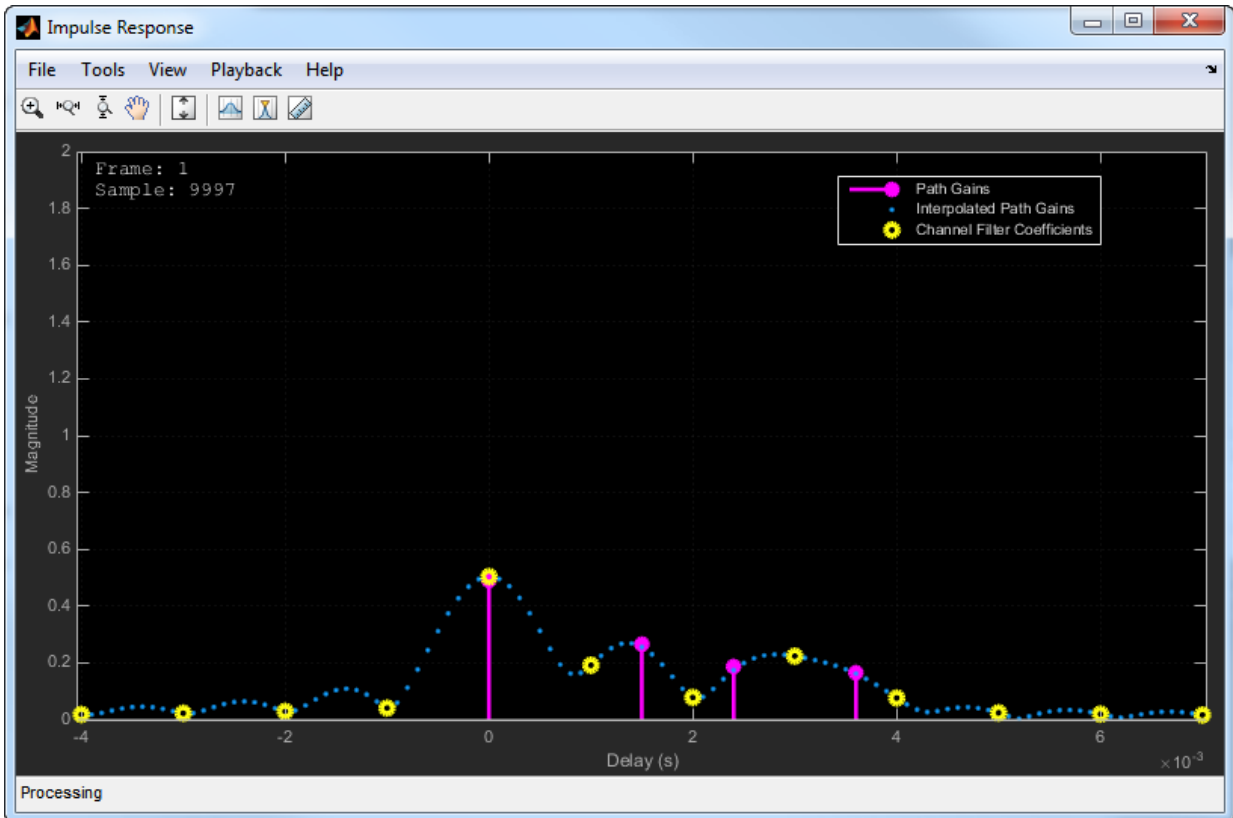 Impulse Response
File Tools View Playback Help
Frame: 1
Sample: 9997
Path Gains
Interpolated Path Gains
Channel Filter Coefficients
2
1.8
1.6
1.4
1.2
1
0.8
0.6
0.4
0.2
0
Magnitude
-4 -2 0 2 4 6
Delay (s)
×10-3
Processing